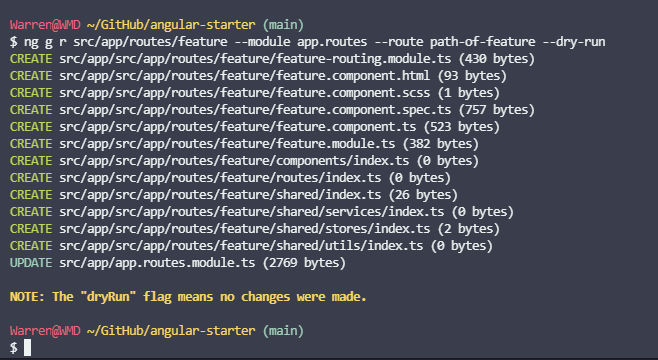 Warren@WMD ~/GitHub/angular-starter (main)
$ ng g r src/app/routes/feature --module app.routes --route path-of-feature --dry-run
CREATE src/app/src/app/routes/feature/feature-routing.module.ts (430 bytes)
CREATE src/app/src/app/routes/feature/feature.component.html (93 bytes)
CREATE src/app/src/app/routes/feature/feature.component.scss (1 bytes)
CREATE src/app/src/app/routes/feature/feature.component.spec.ts (757 bytes)
CREATE src/app/src/app/routes/feature/feature.component.ts (523 bytes)
CREATE src/app/src/app/routes/feature/feature.module.ts (382 bytes)
CREATE src/app/src/app/routes/feature/components/index.ts (0 bytes)
CREATE src/app/src/app/routes/feature/routes/index.ts (0 bytes)
CREATE src/app/src/app/routes/feature/shared/index.ts (26 bytes)
CREATE src/app/src/app/routes/feature/shared/services/index.ts (0 bytes)
CREATE src/app/src/app/routes/feature/shared/stores/index.ts (2 bytes)
CREATE src/app/src/app/routes/feature/shared/utils/index.ts (0 bytes)
UPDATE src/app/app.routes.module.ts (2769 bytes)
NOTE: The "dryRun" flag means no changes were made.
Warren@WMD ~/GitHub/angular-starter (main)
$